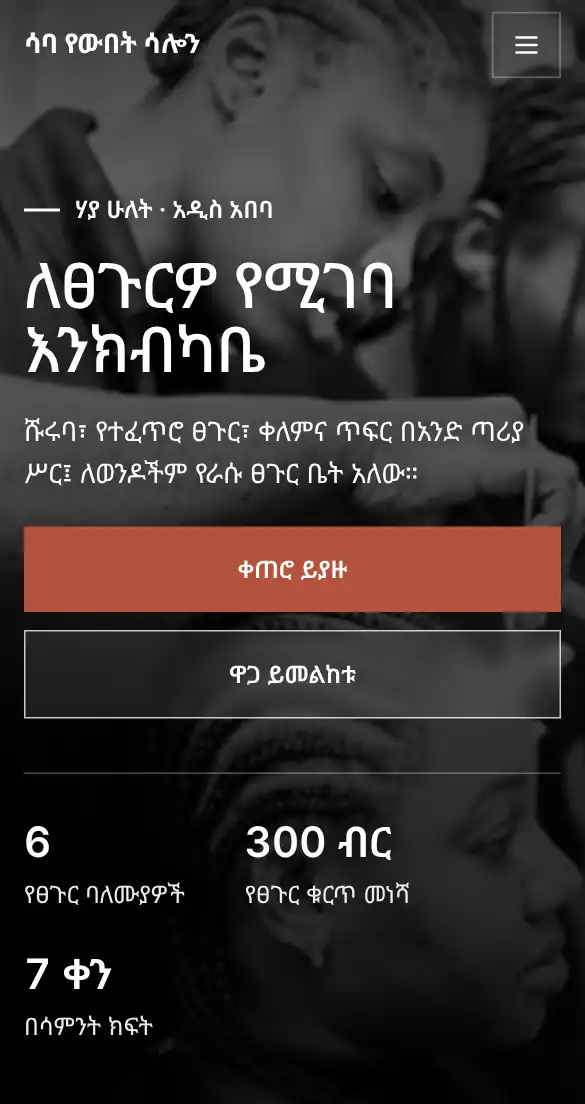 ሳባ የውበት ሳሎን
ሃያ ሁለት · አዲስ አበባ
ለፀጉርዎ የሚገባ
እንክብካቤ
ሹሩባ፣ የተፈጥሮ ፀጉር፣ ቀለምና ጥፍር በአንድ ጣሪያ
ሥር፤ ለወንዶችም የራሱ ፀጉር ቤት አለው።
ቀጠሮ ይያዙ
ዋጋ ይመልከቱ
6
የፀጉር ባለሙያዎች
300 ብር
የፀጉር ቁርጥ መነሻ
7 ቀን
በሳምንት ክፍት